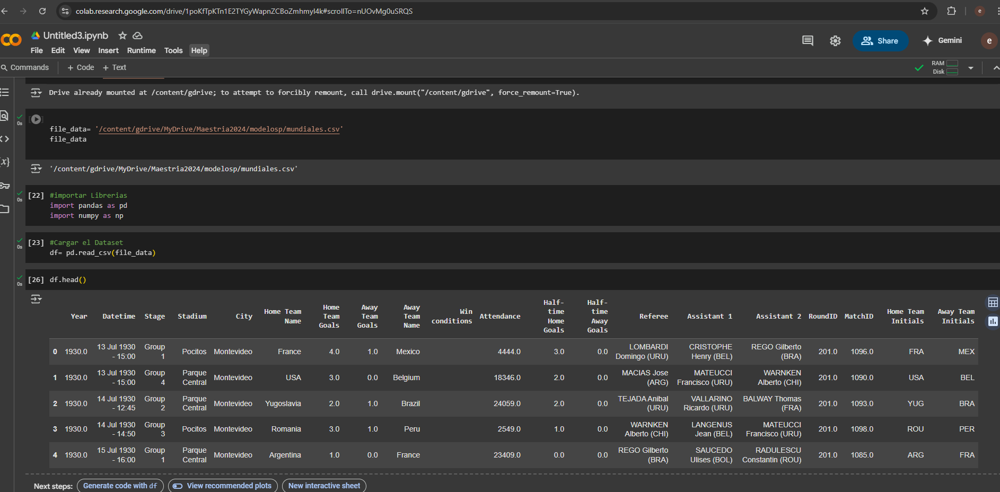 colab.research.google.com/drive/1poKfTpKTn1E2TYGyWapnZCBoZmhmyl4k#scrollTo=nUOvMg0uSRQS
e
CO Untitled3.ipynb
File Edit View Insert Runtime Tools Help
Share Gemini e
Commands + Code + Text
RAM
Disk
Drive already mounted at /content/gdrive; to attempt to forcibly remount, call drive.mount("/content/gdrive", force_remount=True).
0s
file_data= '/content/gdrive/MyDrive/Maestria2024/modelosp/mundiales.csv'
file_data
{x}
'/content/gdrive/MyDrive/Maestria2024/modelosp/mundiales.csv'
0s [22] #importar Librerias
import pandas as pd
import numpy as np
0s [23] #Cargar el Dataset
df= pd.read_csv(file_data)
0s [26] df.head()
Year Datetime Stage Stadium City Home Team Name Home Team Goals Away Team Goals Away Team Name Win conditions Attendance Half-time Home Goals Half-time Away Goals Referee Assistant 1 Assistant 2 RoundID MatchID Home Team Initials Away Team Initials
0 1930.0 13 Jul 1930 - 15:00 Group 1 Pocitos Montevideo France 4.0 1.0 Mexico 4444.0 3.0 0.0 LOMBARDI Domingo (URU) CRISTOPHE Henry (BEL) REGO Gilberto (BRA) 201.0 1096.0 FRA MEX
1 1930.0 13 Jul 1930 - 15:00 Group 4 Parque Central Montevideo USA 3.0 0.0 Belgium 18346.0 2.0 0.0 MACIAS Jose (ARG) MATEUCCI Francisco (URU) WARNKEN Alberto (CHI) 201.0 1090.0 USA BEL
2 1930.0 14 Jul 1930 - 12:45 Group 2 Parque Central Montevideo Yugoslavia 2.0 1.0 Brazil 24059.0 2.0 0.0 TEJADA Anibal (URU) VALLARINO Ricardo (URU) BALWAY Thomas (FRA) 201.0 1093.0 YUG BRA
3 1930.0 14 Jul 1930 - 14:50 Group 3 Pocitos Montevideo Romania 3.0 1.0 Peru 2549.0 1.0 0.0 WARNKEN Alberto (CHI) LANGENUS Jean (BEL) MATEUCCI Francisco (URU) 201.0 1098.0 ROU PER
4 1930.0 15 Jul 1930 - 16:00 Group 1 Parque Central Montevideo Argentina 1.0 0.0 France 23409.0 0.0 0.0 REGO Gilberto (BRA) SAUCEDO Ulises (BOL) RADULESCU Constantin (ROU) 201.0 1085.0 ARG FRA
Next steps: Generate code with df View recommended plots New interactive sheet